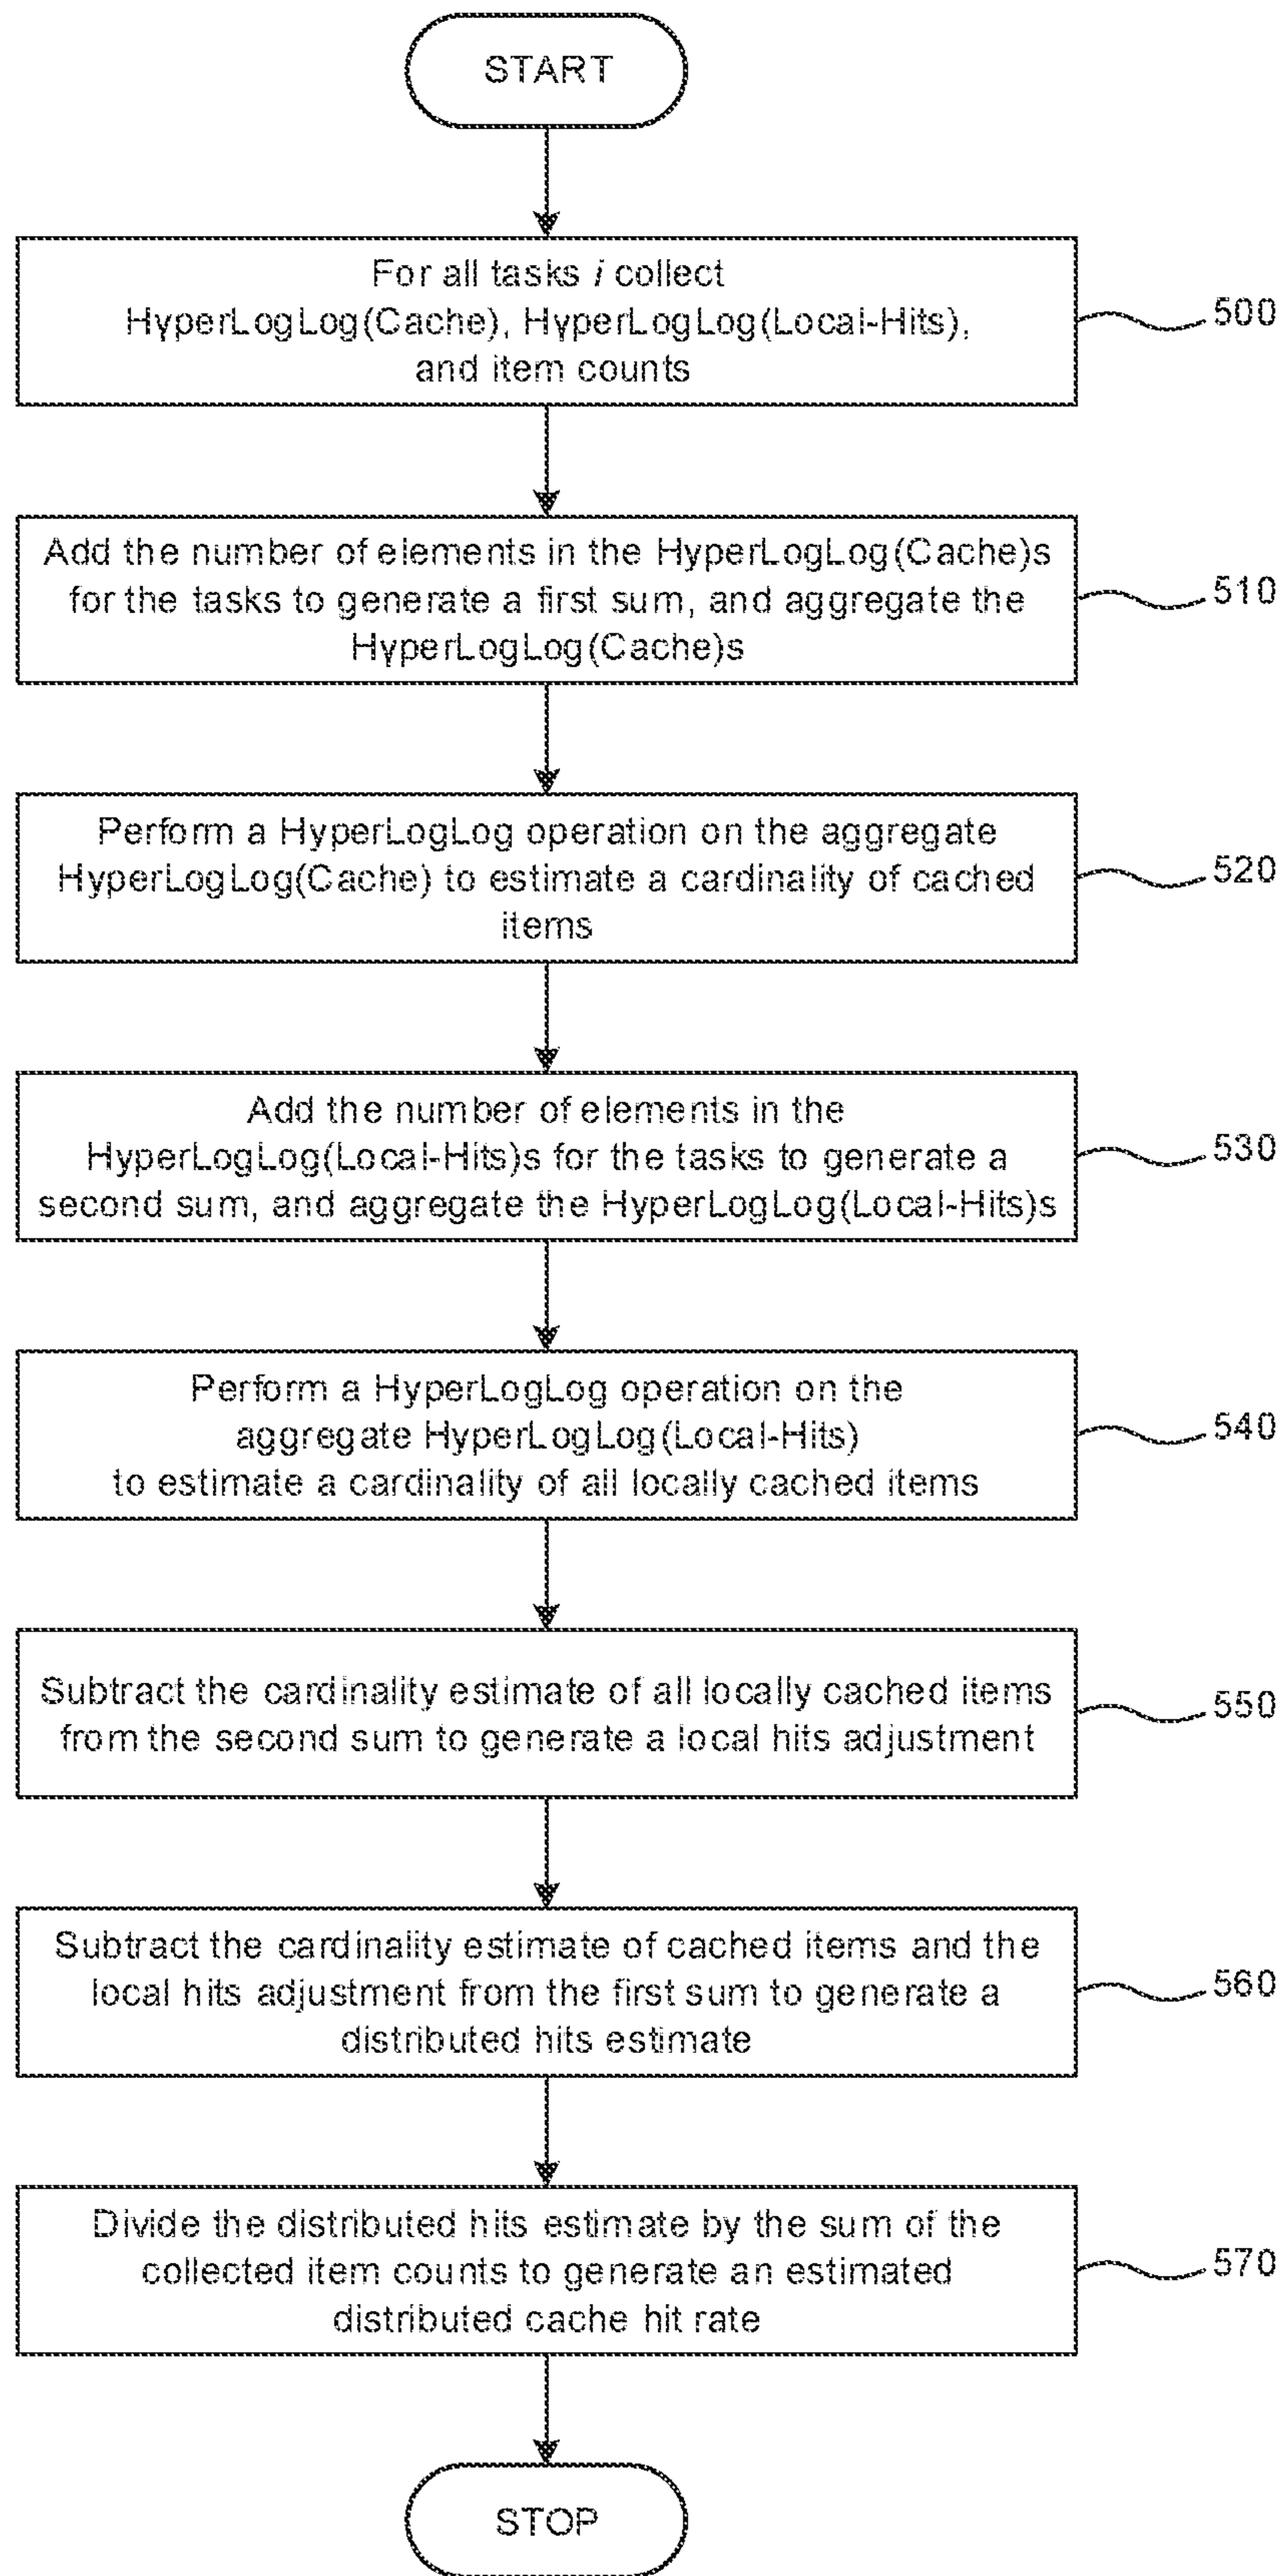 START
For all tasks i collect
HyperLogLog(Cache), HyperLogLog(Local-Hits),
and item counts
500
Add the number of elements in the HyperLogLog(Cache)s
for the tasks to generate a first sum, and aggregate the
HyperLogLog(Cache)s
510
Perform a HyperLogLog operation on the aggregate
HyperLogLog(Cache) to estimate a cardinality of cached
items
520
Add the number of elements in the
HyperLogLog(Local-Hits)s for the tasks to generate a
second sum, and aggregate the HyperLogLog(Local-Hits)s
530
Perform a HyperLogLog operation on the
aggregate HyperLogLog(Local-Hits)
to estimate a cardinality of all locally cached items
540
Subtract the cardinality estimate of all locally cached items
from the second sum to generate a local hits adjustment
550
Subtract the cardinality estimate of cached items and the
local hits adjustment from the first sum to generate a
distributed hits estimate
560
Divide the distributed hits estimate by the sum of the
collected item counts to generate an estimated
distributed cache hit rate
570
STOP